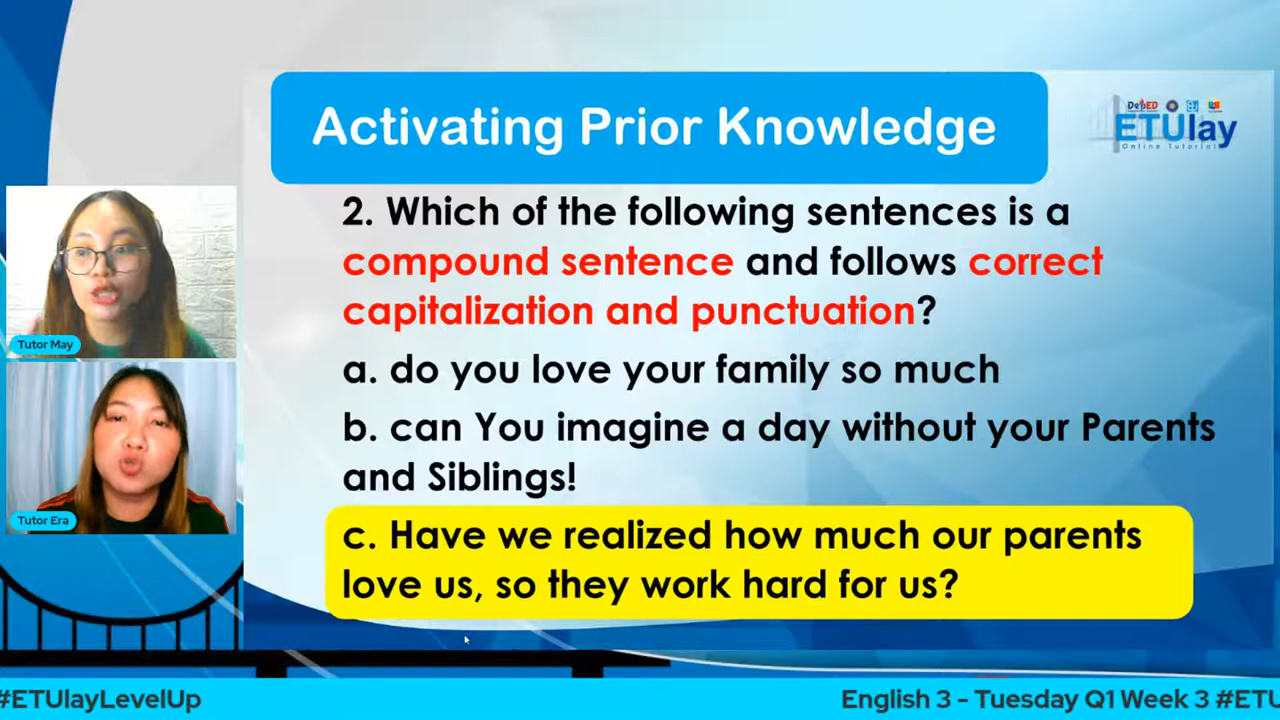 Activating Prior Knowledge
DepED
ETUlay
Online Tutorial
2. Which of the following sentences is a
compound sentence and follows correct
capitalization and punctuation?
a. do you love your family so much
b. can You imagine a day without your Parents
and Siblings!
c. Have we realized how much our parents
love us, so they work hard for us?
Tutor May
Tutor Era
#ETUlayLevelUp
English 3 - Tuesday Q1 Week 3 #ETU